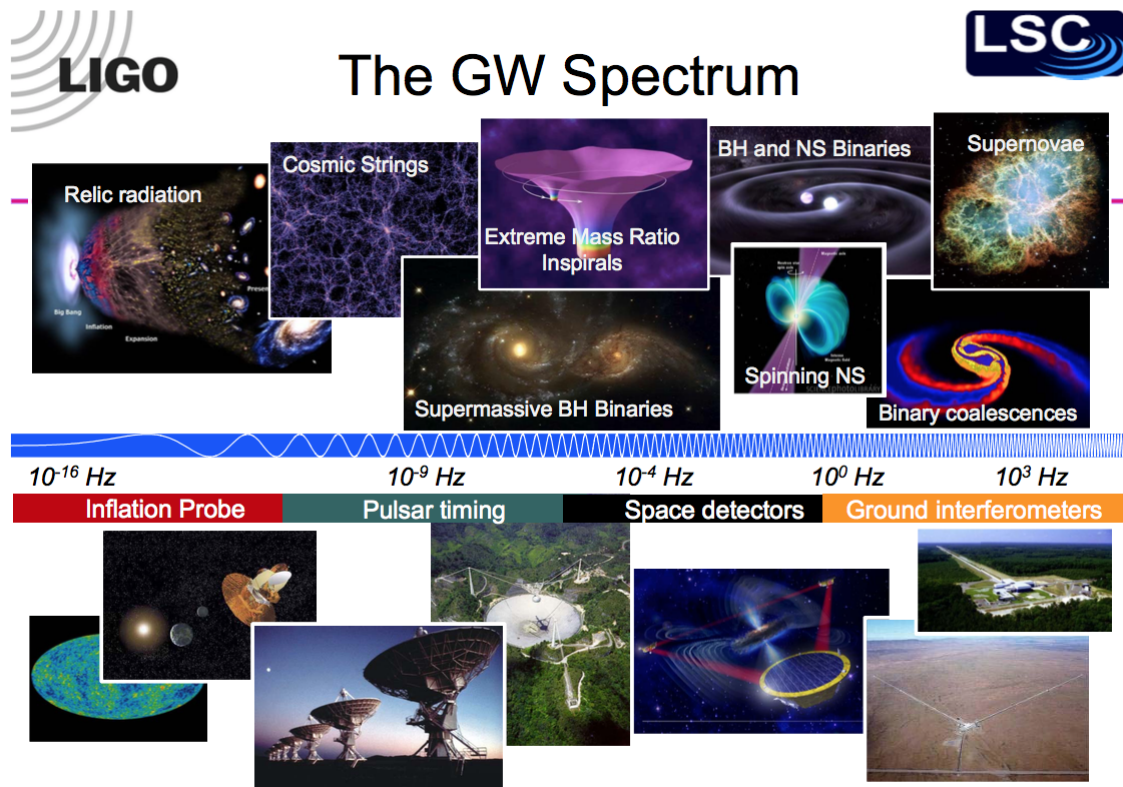 LIGO
The GW Spectrum
LSC
Relic radiation
Big Bang
Inflation
Expansion
Cosmic Strings
Extreme Mass Ratio
Inspirals
BH and NS Binaries
Supernovae
Supermassive BH Binaries
Spinning NS
Binary coalescences
10⁻¹⁶ Hz
10⁻⁹ Hz
10⁻⁴ Hz
10⁰ Hz
10³ Hz
Inflation Probe
Pulsar timing
Space detectors
Ground interferometers